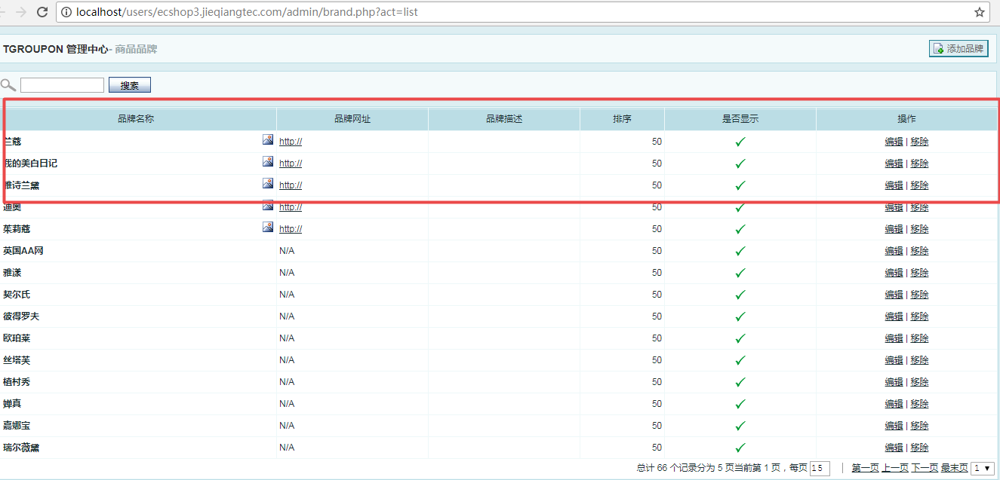 localhost/users/ecshop3.jieqiangtec.com/admin/brand.php?act=list
TGROUPON 管理中心- 商品品牌 添加品牌
搜索
品牌名称 品牌网址 品牌描述 排序 是否显示 操作
兰蔻 http:// 50 编辑 | 移除
我的美白日记 http:// 50 编辑 | 移除
雅诗兰黛 http:// 50 编辑 | 移除
迪奥 http:// 50 编辑 | 移除
茱莉蔻 http:// 50 编辑 | 移除
英国AA网 N/A 50 编辑 | 移除
雅漾 N/A 50 编辑 | 移除
契尔氏 N/A 50 编辑 | 移除
彼得罗夫 N/A 50 编辑 | 移除
欧珀莱 N/A 50 编辑 | 移除
丝塔芙 N/A 50 编辑 | 移除
植村秀 N/A 50 编辑 | 移除
婵真 N/A 50 编辑 | 移除
嘉娜宝 N/A 50 编辑 | 移除
瑞尔薇黛 N/A 50 编辑 | 移除
总计 66 个记录分为 5 页当前第 1 页，每页 15 | 第一页 上一页 下一页 最末页 1